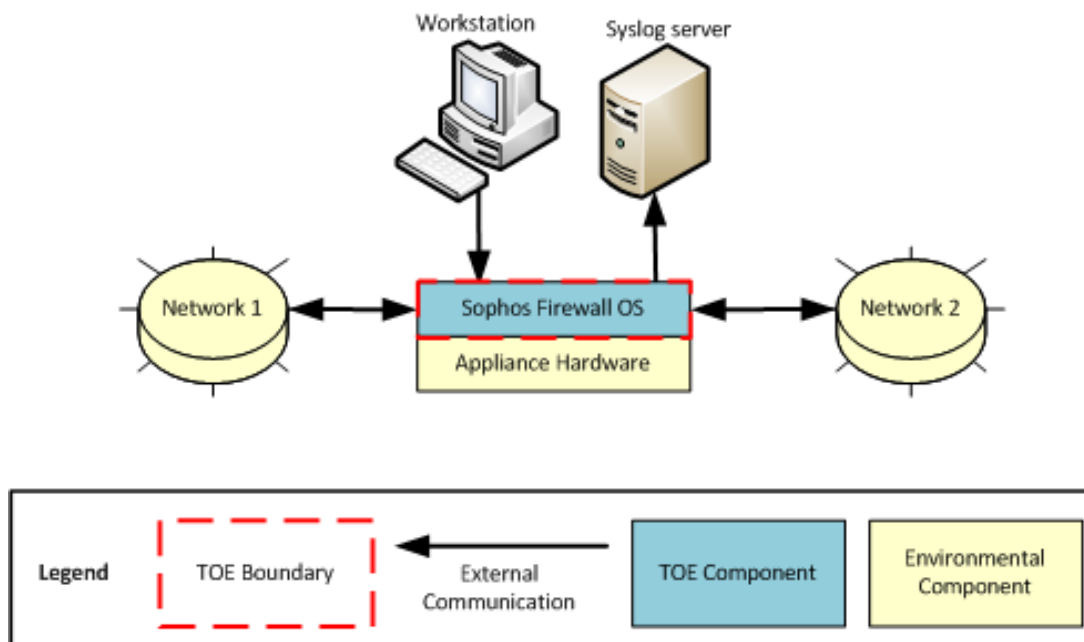 Workstation
Syslog server
Network 1
Sophos Firewall OS
Network 2
Appliance Hardware
Legend
TOE Boundary
External
Communication
TOE Component
Environmental
Component